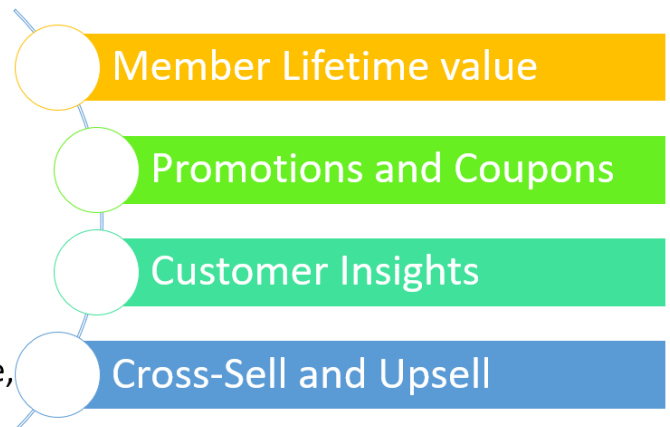 Member Lifetime value
Promotions and Coupons
Customer Insights
Cross-Sell and Upsell